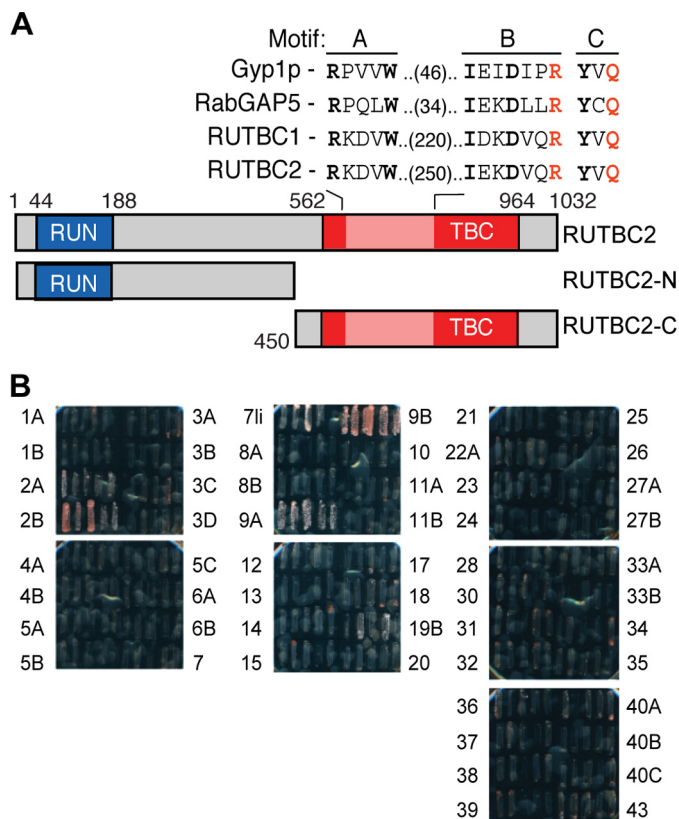 A
Motif: A B C
Gyp1p - RPVVW ..(46).. IEIDIPR YVQ
RabGAP5 - RPQLW ..(34).. IEKDLLR YCQ
RUTBC1 - RKDVW ..(220).. IDKDVQR YVQ
RUTBC2 - RKDVW ..(250).. IEKDVQR YVQ
1 44 188 562 964 1032
RUN TBC RUTBC2
RUN RUTBC2-N
450 TBC RUTBC2-C
B
1A 3A 7li 9B 21 25
1B 3B 8A 10 22A 26
2A 3C 8B 11A 23 27A
2B 3D 9A 11B 24 27B
4A 5C 12 17 28 33A
4B 6A 13 18 30 33B
5A 6B 14 19B 31 34
5B 7 15 20 32 35
36 40A
37 40B
38 40C
39 43